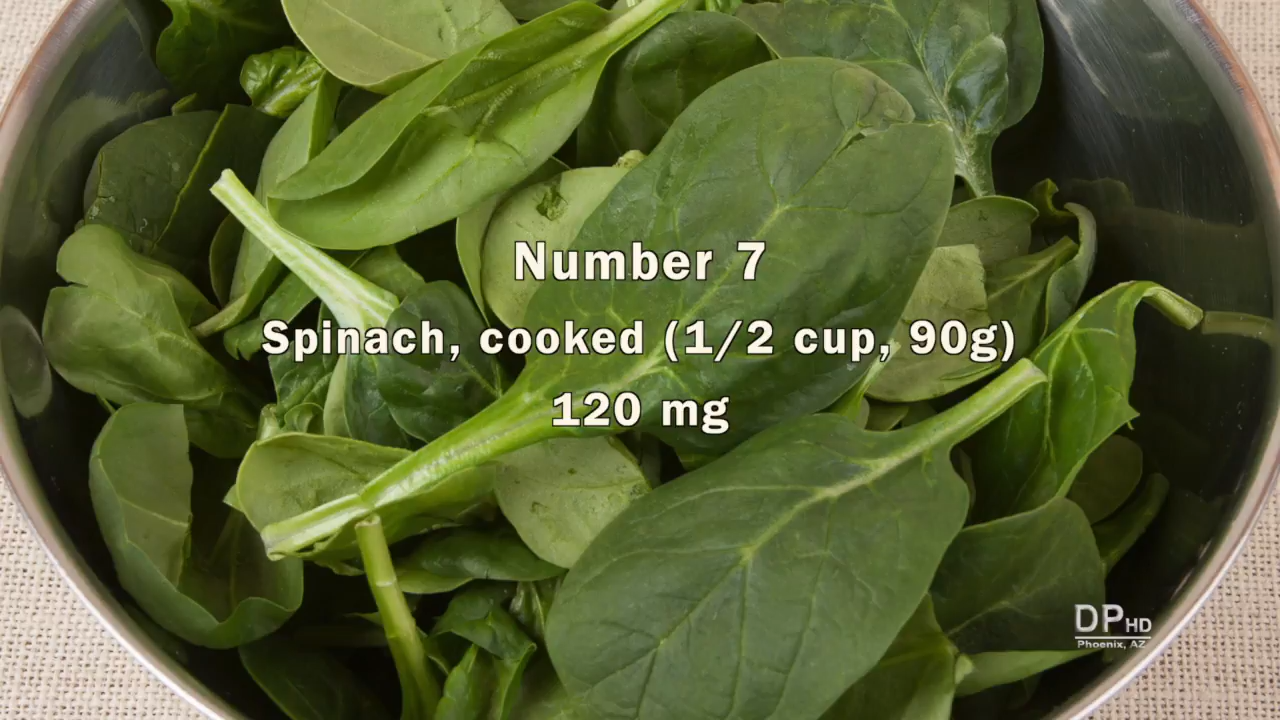 Number 7
Spinach, cooked (1/2 cup, 90g)
120 mg
DPHD
Phoenix, AZ